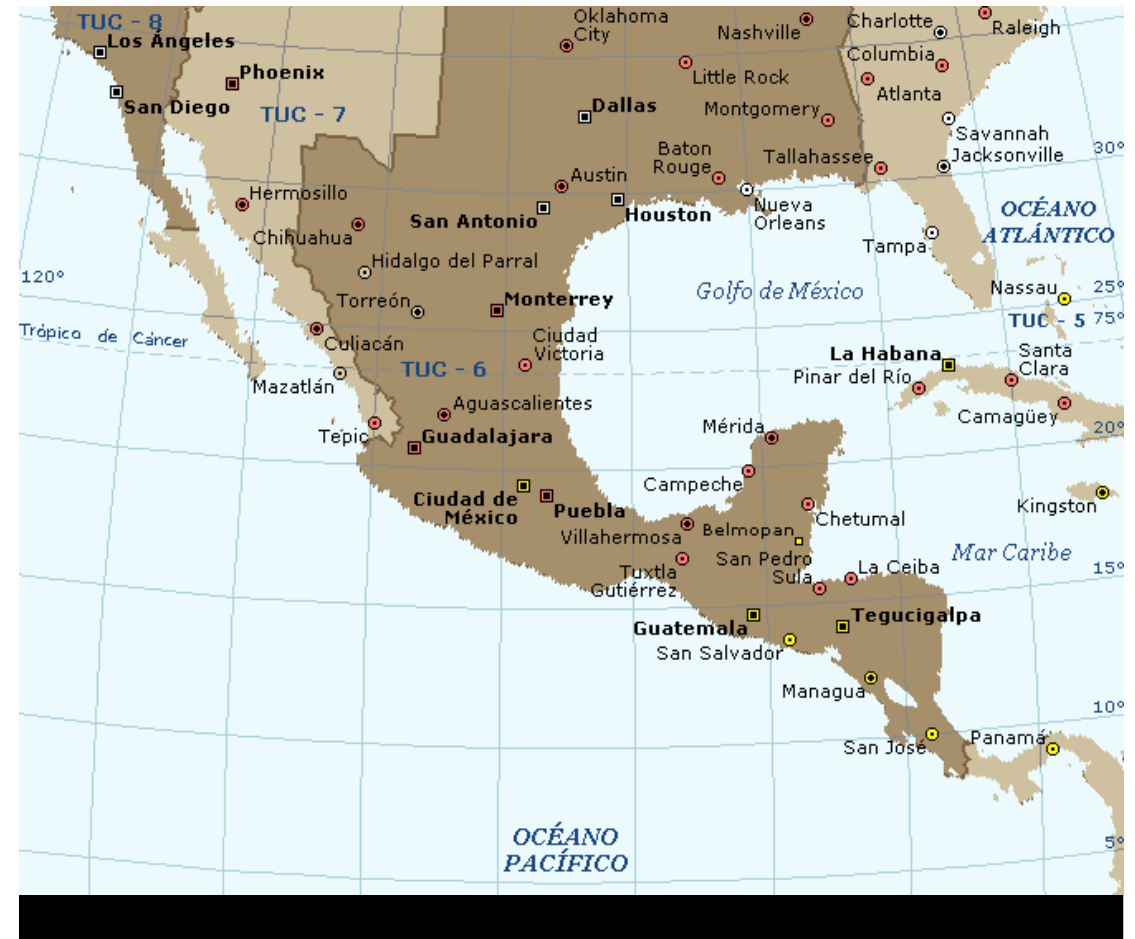 TUC - 8
Oklahoma
City
Nashville
Charlotte
Raleigh
Los Ángeles
Columbia
Phoenix
Little Rock
Atlanta
San Diego
TUC - 7
Dallas
Montgomery
Savannah
Baton
Rouge
Tallahassee
Jacksonville
30°
Austin
Hermosillo
San Antonio
Houston
Nueva
Orleans
OCÉANO
ATLÁNTICO
Chihuahua
Tampa
Hidalgo del Parral
120°
Golfo de México
Nassau
25°
Torreón
Monterrey
TUC - 5
75°
Trópico de Cáncer
Culiacán
Ciudad
Victoria
La Habana
Santa
Clara
TUC - 6
Pinar del Río
Mazatlán
Aguascalientes
Camagüey
Tepic
Guadalajara
Mérida
20°
Campeche
Ciudad de
México
Puebla
Chetumal
Kingston
Villahermosa
Belmopan
Mar Caribe
Tuxtla
Gutiérrez
San Pedro
Sula
La Ceiba
15°
Guatemala
Tegucigalpa
San Salvador
Managua
10°
San José
Panamá
OCÉANO
PACÍFICO
5°